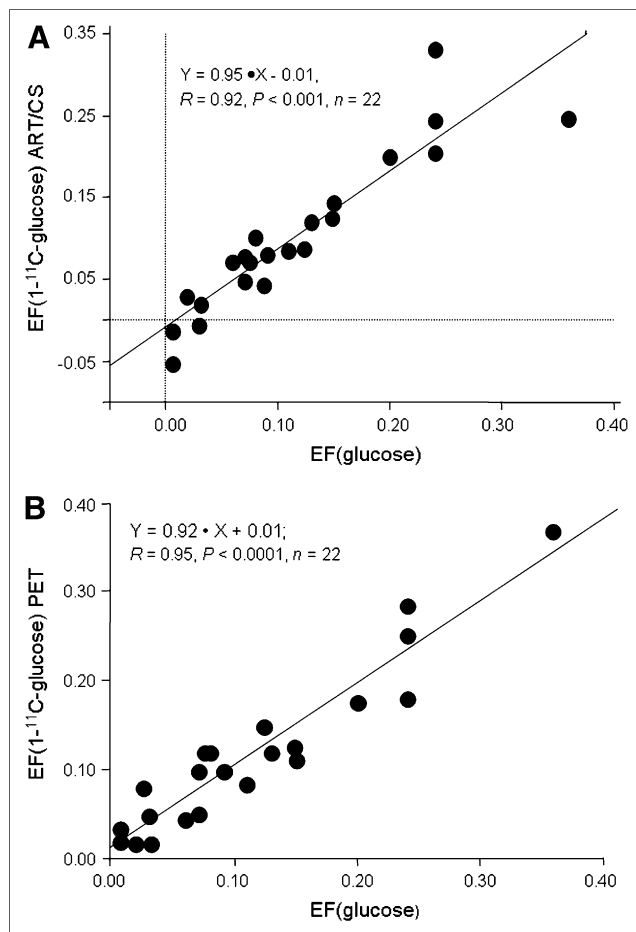 A
0.35
Y = 0.95 •X - 0.01,
R = 0.92, P < 0.001, n = 22
0.25
0.15
0.05
-0.05
EF(1-¹¹C-glucose) ART/CS
0.00 0.10 0.20 0.30 0.40
EF(glucose)
B
0.40
Y = 0.92 • X + 0.01;
R = 0.95, P < 0.0001, n = 22
0.30
0.20
0.10
0.00
EF(1-¹¹C-glucose) PET
0.00 0.10 0.20 0.30 0.40
EF(glucose)